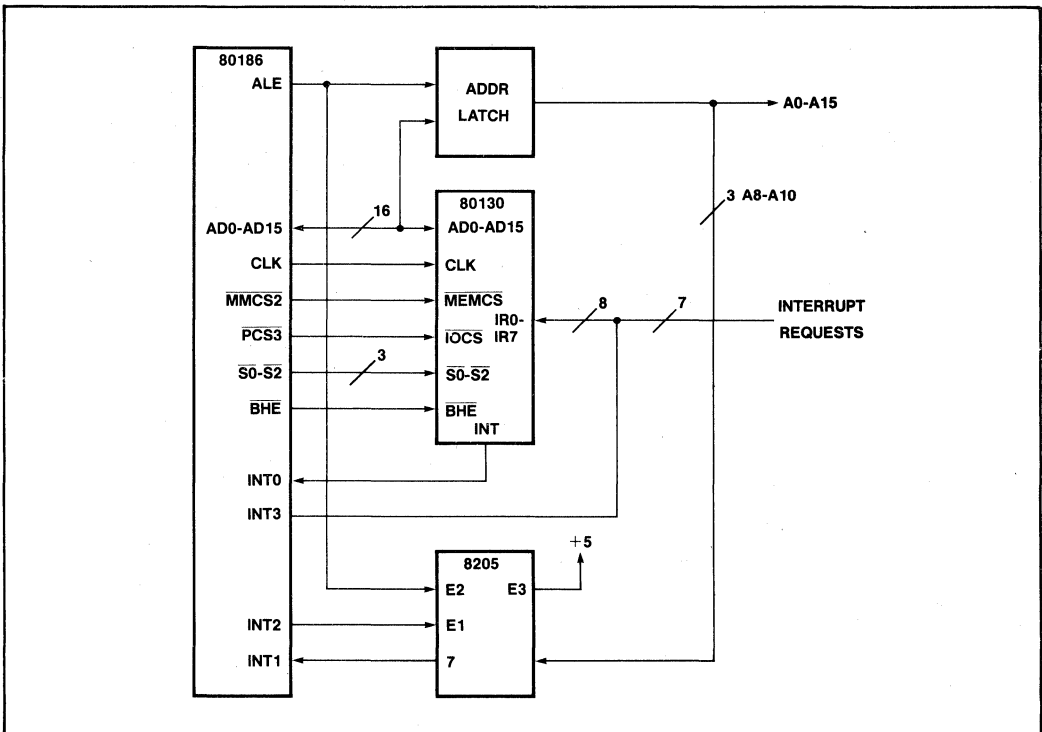 80186
ALE
ADDR
LATCH
A0-A15
3 A8-A10
80130
AD0-AD15
16
AD0-AD15
CLK
CLK
MMCS2
MEMCS
8
7
INTERRUPT
REQUESTS
IR0-
IR7
PCS3
IOCS
S0-S2
3
S0-S2
BHE
BHE
INT
INT0
INT3
+5
8205
E2
E3
INT2
E1
INT1
7